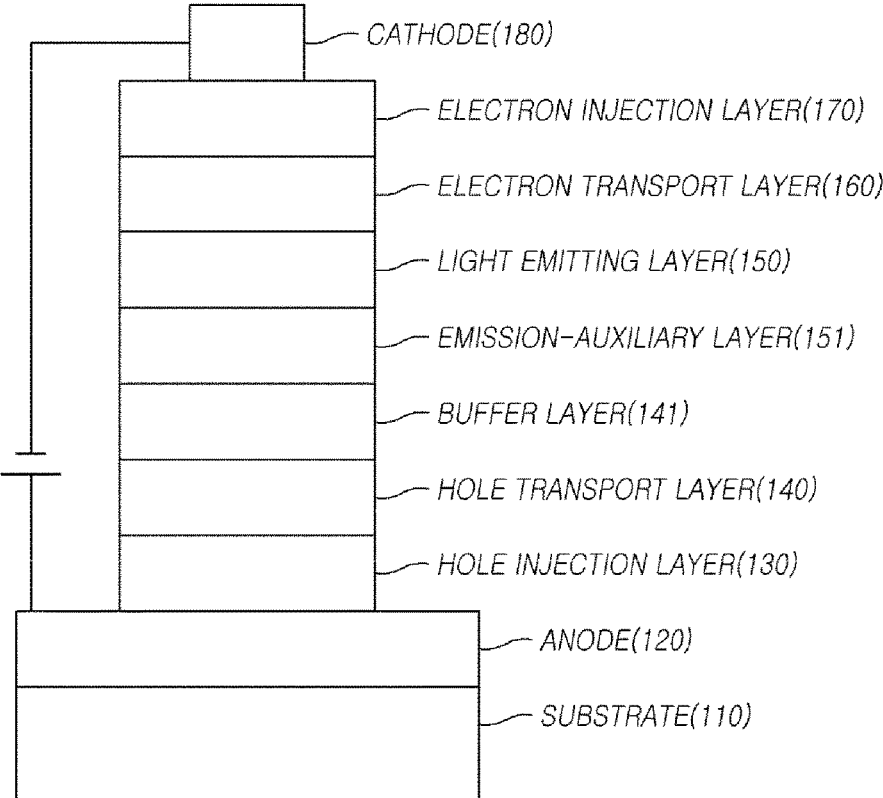 CATHODE(180)
ELECTRON INJECTION LAYER(170)
ELECTRON TRANSPORT LAYER(160)
LIGHT EMITTING LAYER(150)
EMISSION-AUXILIARY LAYER(151)
BUFFER LAYER(141)
HOLE TRANSPORT LAYER(140)
HOLE INJECTION LAYER(130)
ANODE(120)
SUBSTRATE(110)